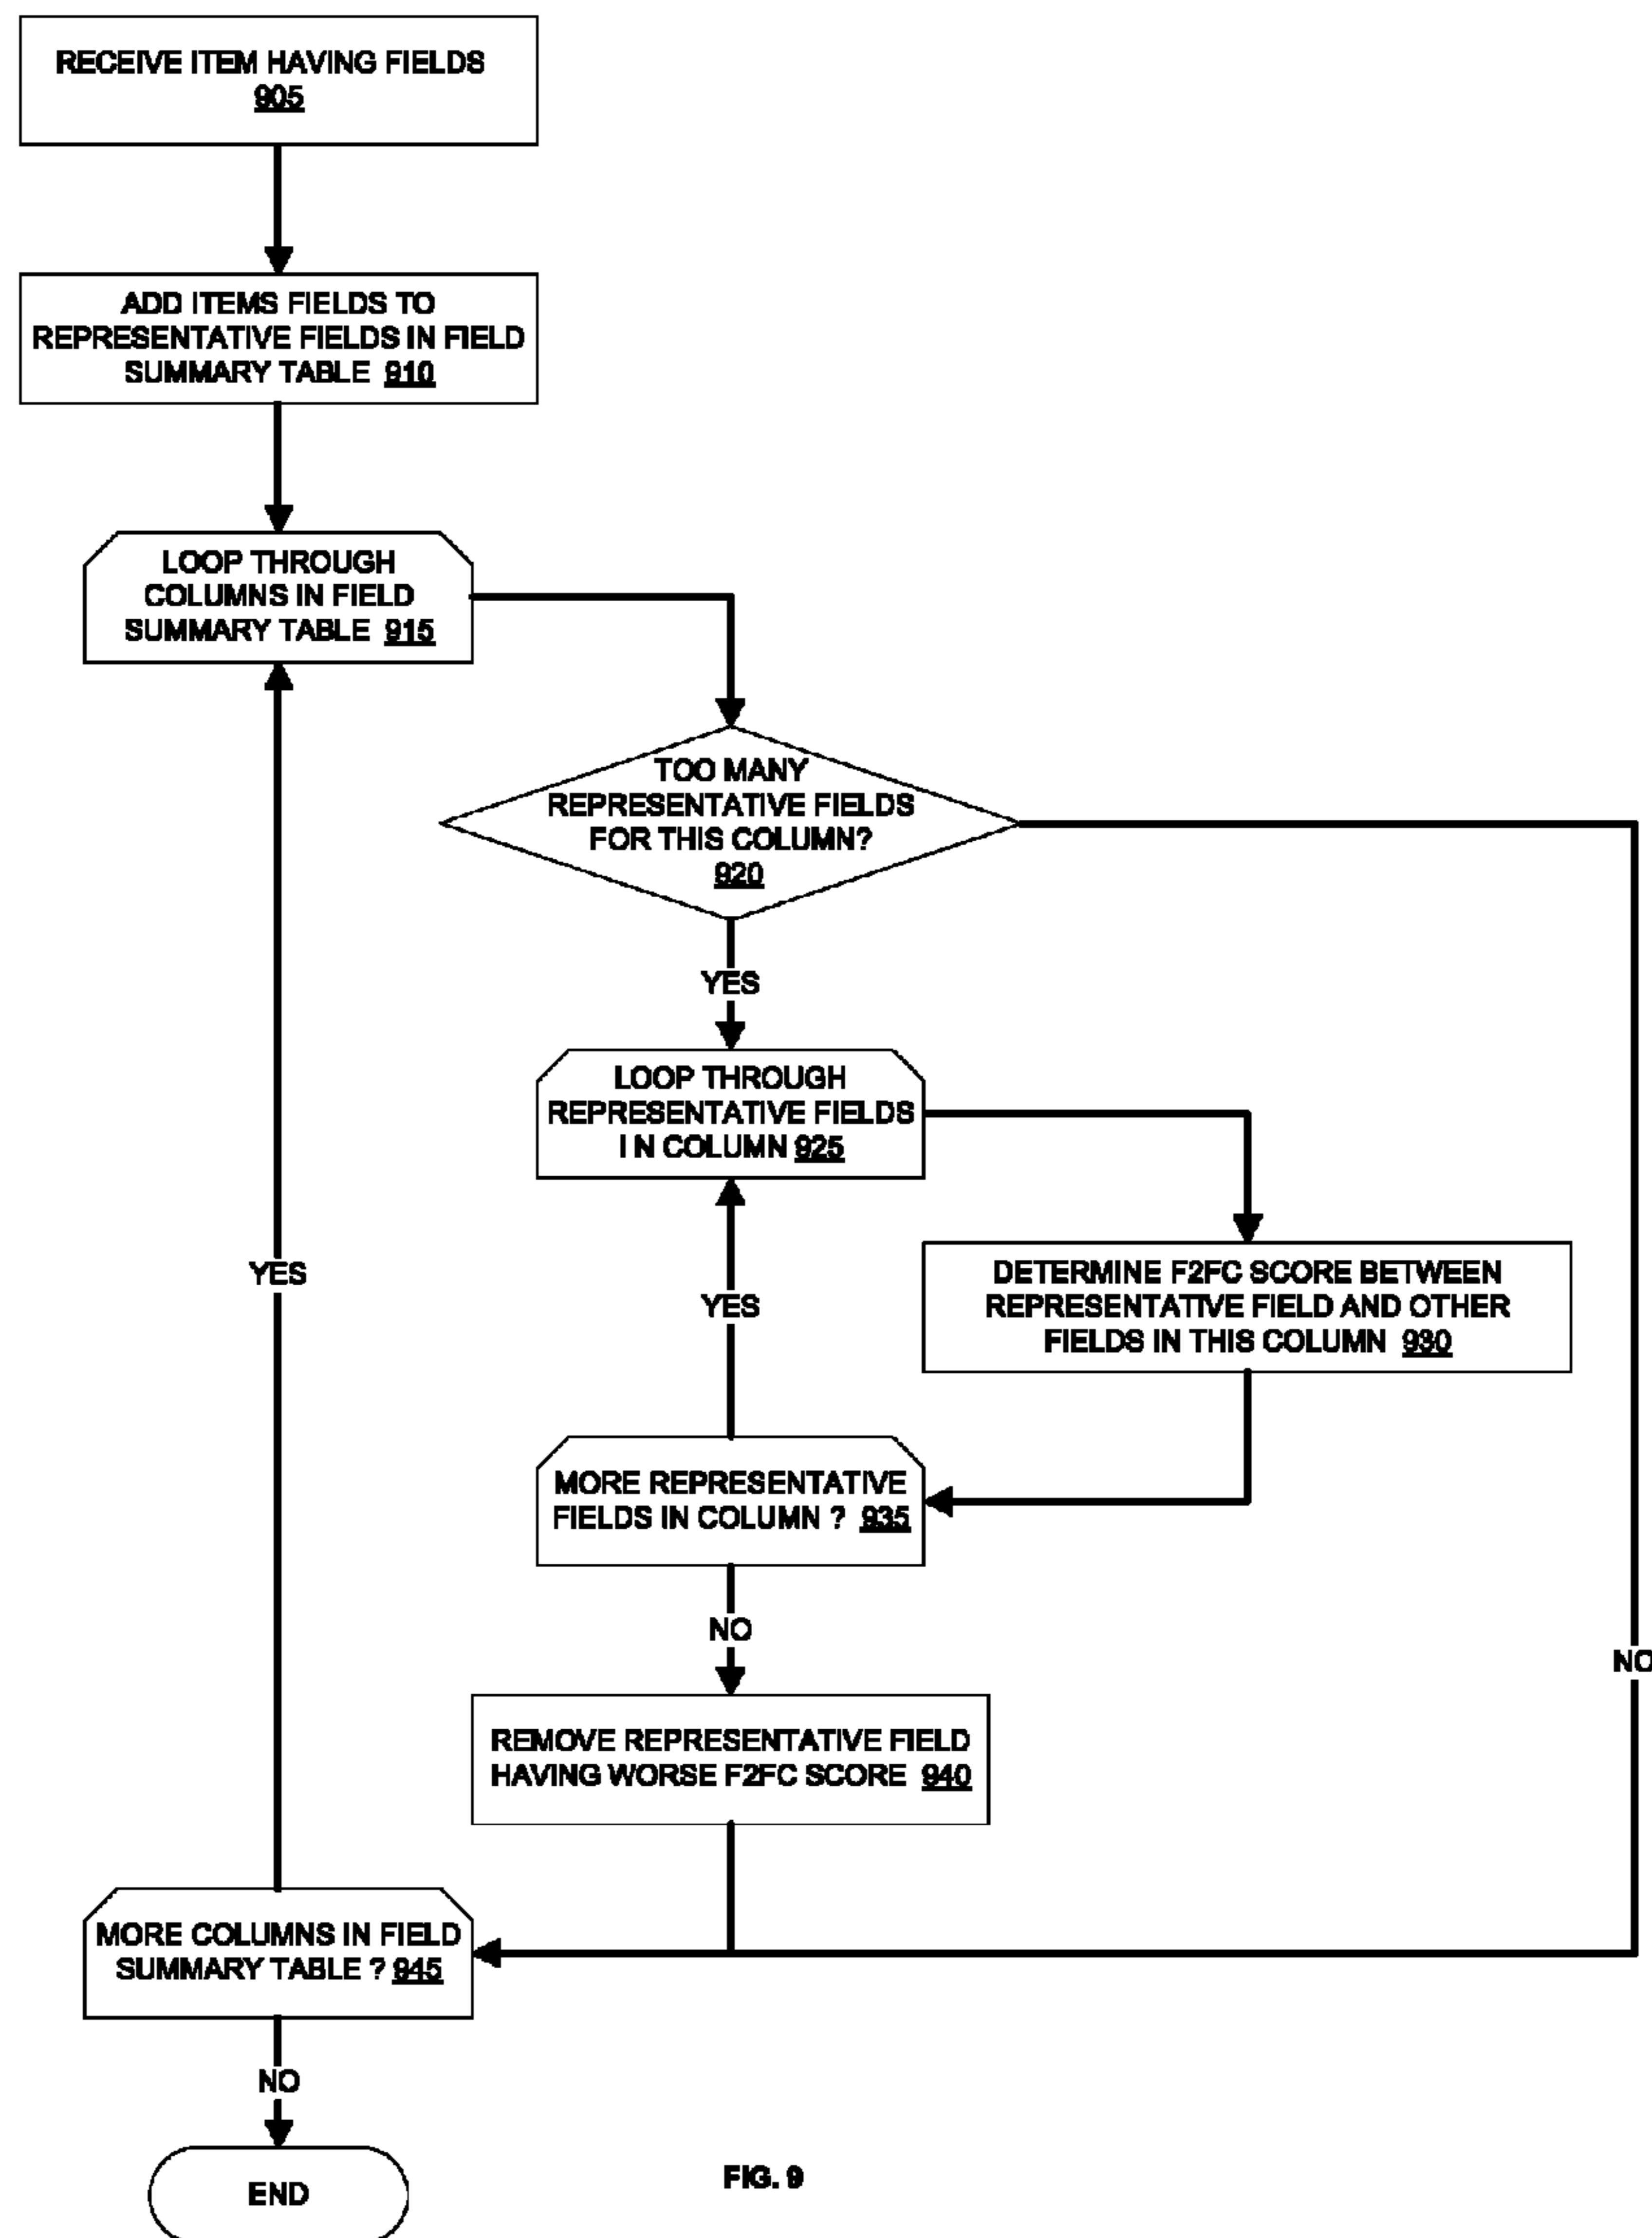 RECEIVE ITEM HAVING FIELDS
905
ADD ITEMS FIELDS TO
REPRESENTATIVE FIELDS IN FIELD
SUMMARY TABLE 910
LOOP THROUGH
COLUMNS IN FIELD
SUMMARY TABLE 915
TOO MANY
REPRESENTATIVE FIELDS
FOR THIS COLUMN?
920
YES
LOOP THROUGH
REPRESENTATIVE FIELDS
I N COLUMN 925
DETERMINE F2FC SCORE BETWEEN
REPRESENTATIVE FIELD AND OTHER
FIELDS IN THIS COLUMN 930
YES
YES
MORE REPRESENTATIVE
FIELDS IN COLUMN ? 935
NO
NO
REMOVE REPRESENTATIVE FIELD
HAVING WORSE F2FC SCORE 940
MORE COLUMNS IN FIELD
SUMMARY TABLE ? 945
NO
END
FIG. 9